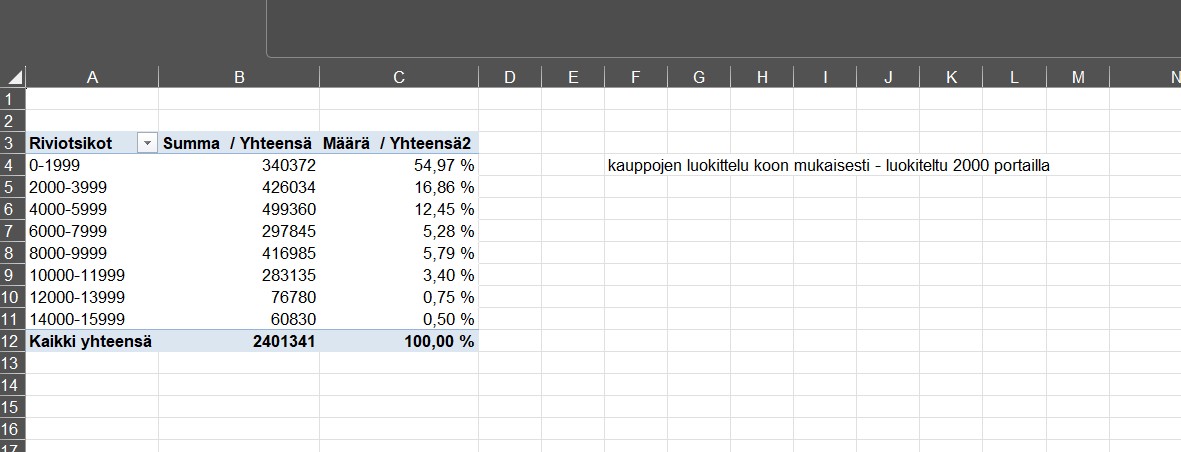 A B C D E F G H I J K L M N
1
2
3 Riviotsikot Summa / Yhteensä Määrä / Yhteensä2
4 0-1999 340372 54,97 % kauppojen luokittelu koon mukaisesti - luokiteltu 2000 portailla
5 2000-3999 426034 16,86 %
6 4000-5999 499360 12,45 %
7 6000-7999 297845 5,28 %
8 8000-9999 416985 5,79 %
9 10000-11999 283135 3,40 %
10 12000-13999 76780 0,75 %
11 14000-15999 60830 0,50 %
12 Kaikki yhteensä 2401341 100,00 %
13
14
15
16
17